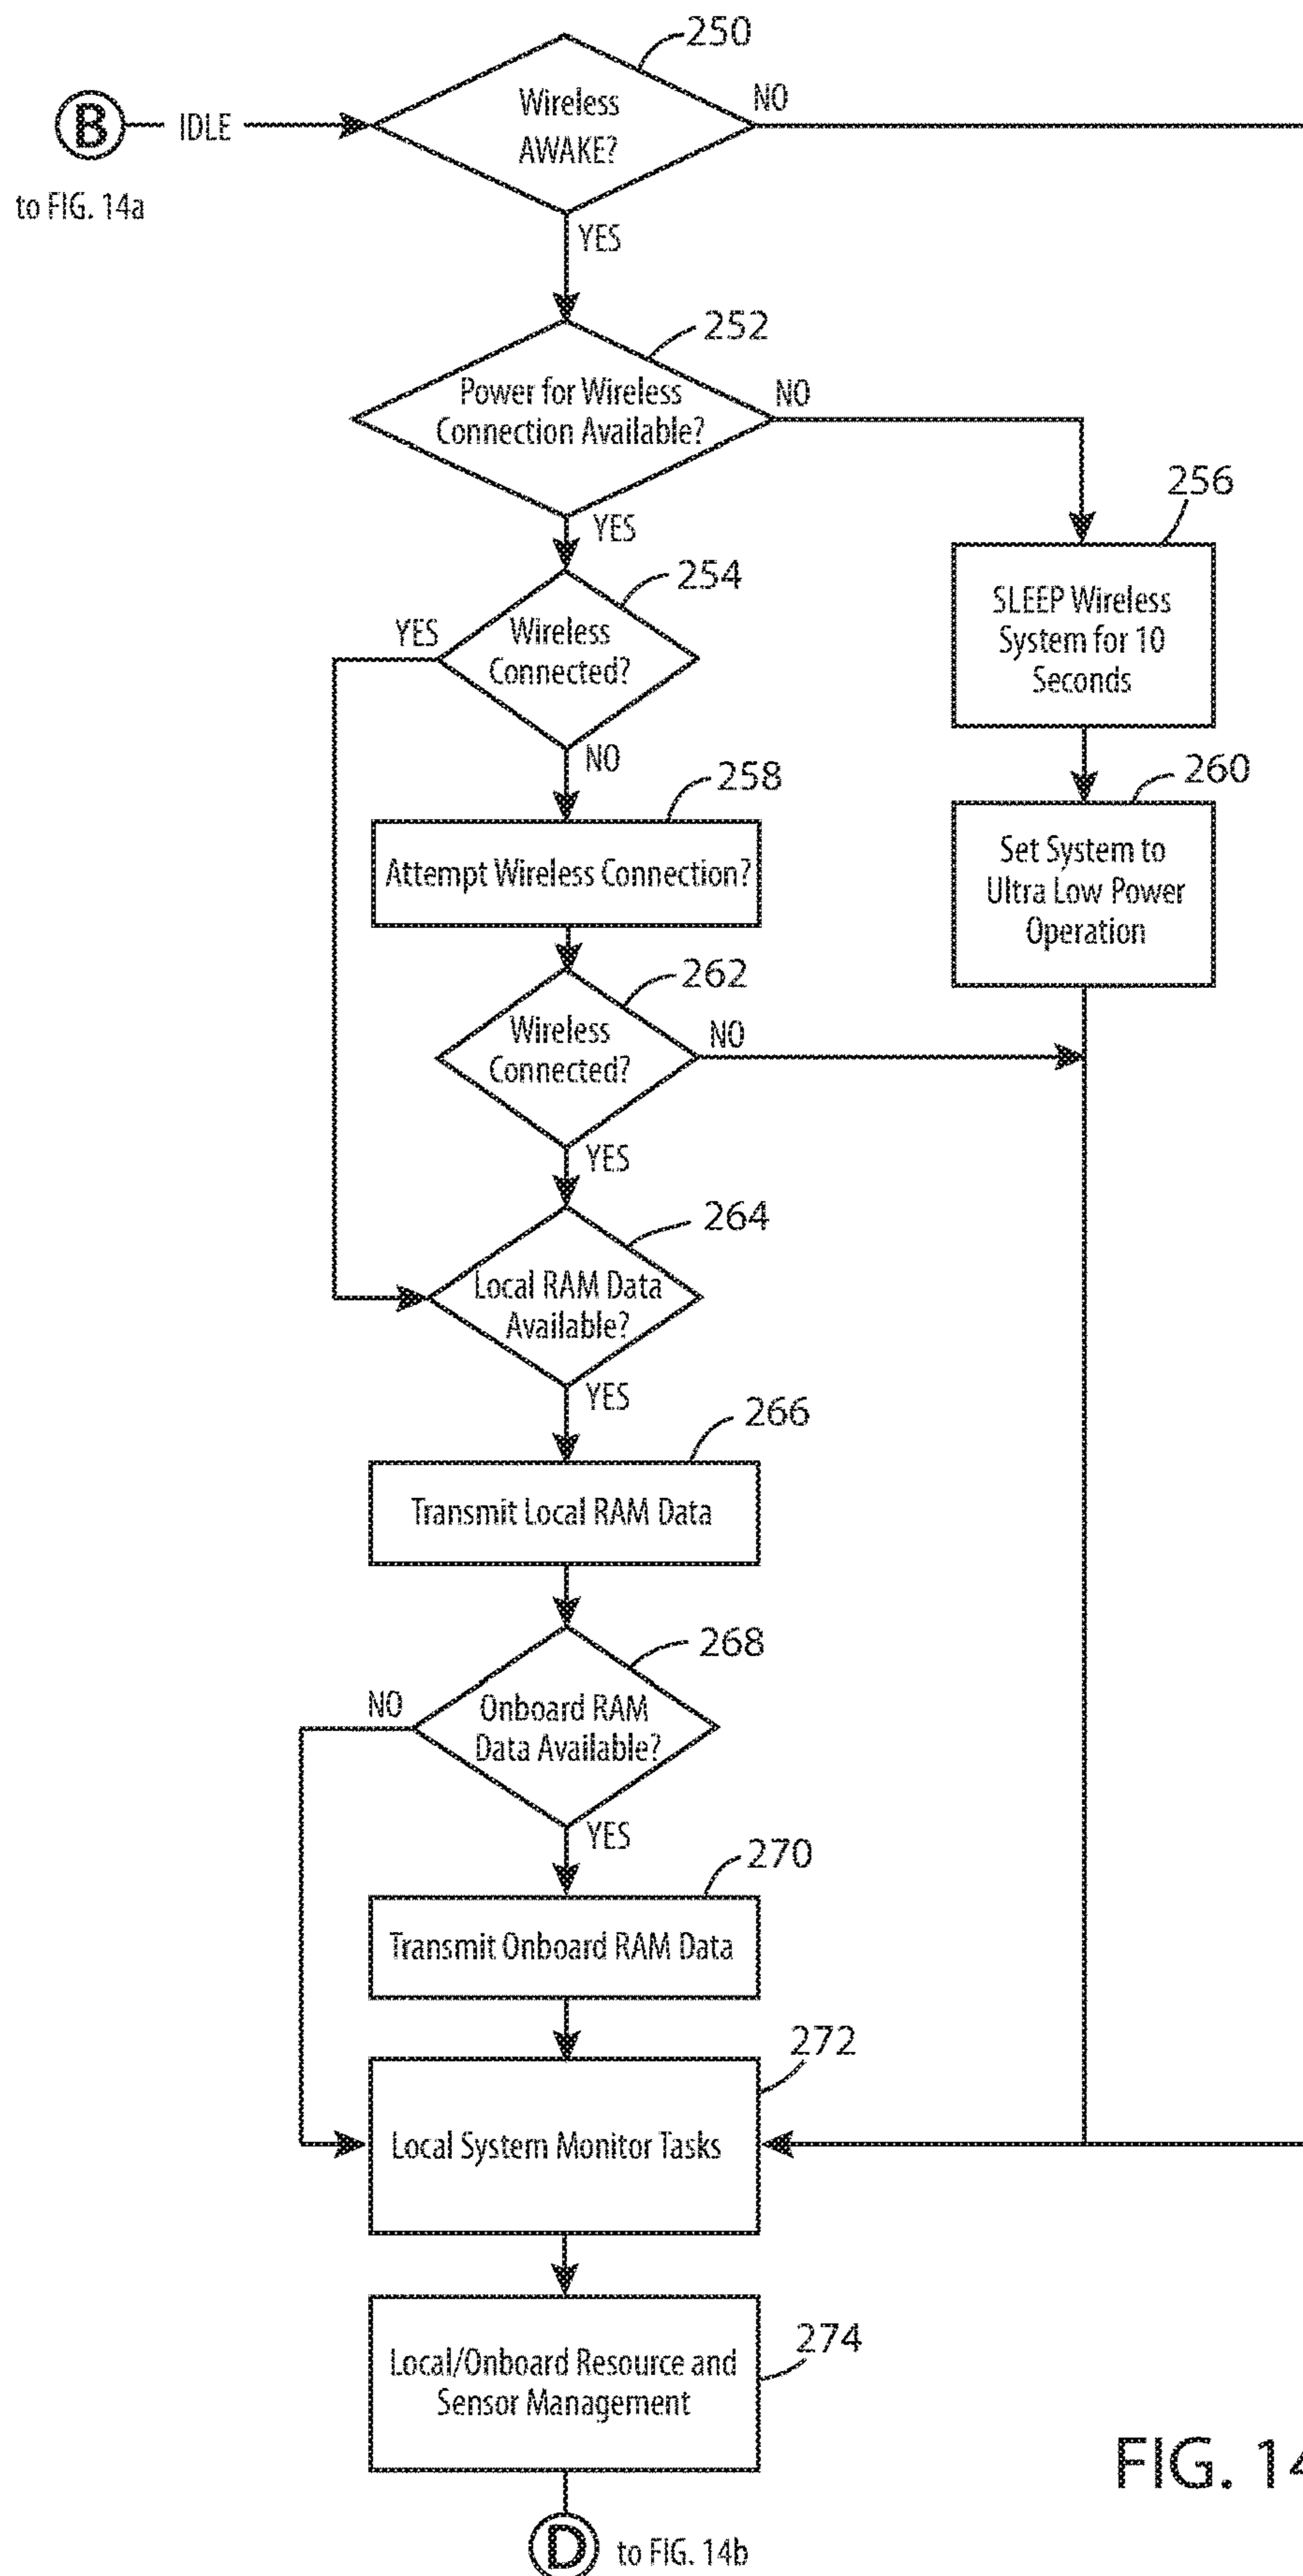 250
Wireless
AWAKE?
NO
B
IDLE
to FIG. 14a
YES
252
Power for Wireless
Connection Available?
NO
YES
256
SLEEP Wireless
System for 10
Seconds
254
Wireless
Connected?
YES
NO
258
Attempt Wireless Connection?
260
Set System to
Ultra Low Power
Operation
262
Wireless
Connected?
NO
YES
264
Local RAM Data
Available?
YES
266
Transmit Local RAM Data
268
Onboard RAM
Data Available?
NO
YES
270
Transmit Onboard RAM Data
272
Local System Monitor Tasks
274
Local/Onboard Resource and
Sensor Management
FIG. 14
D
to FIG. 14b